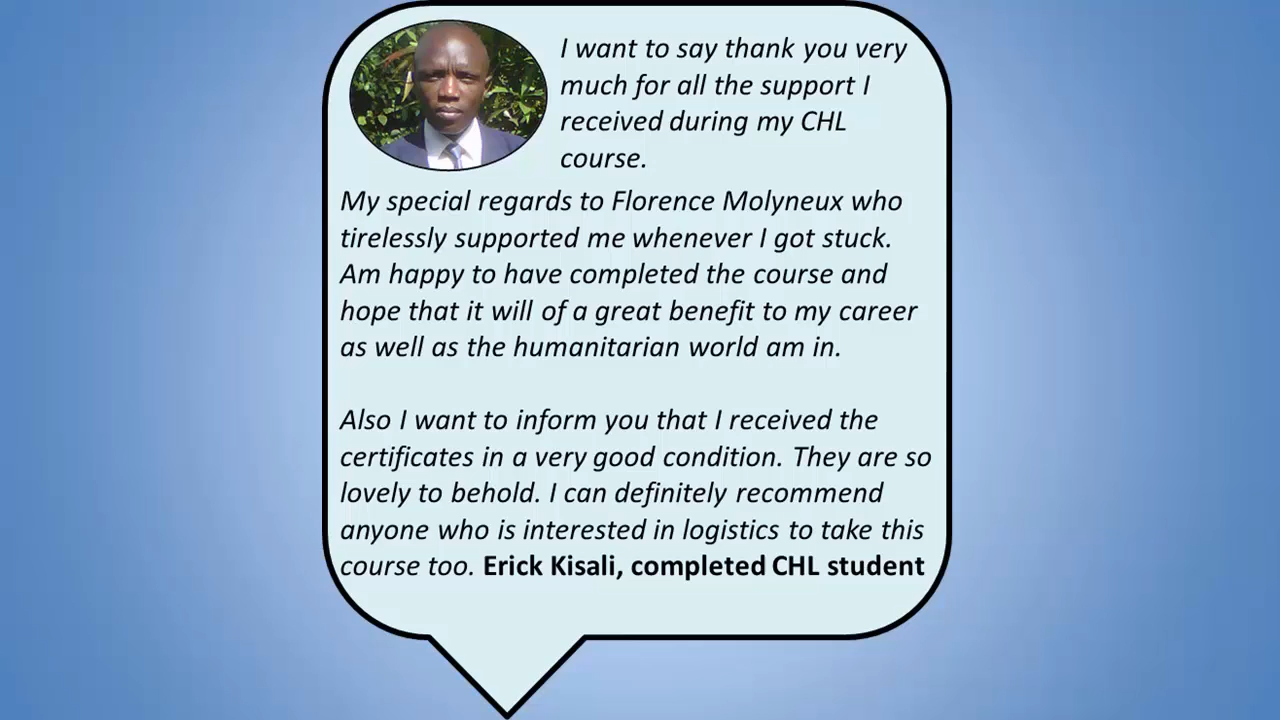 I want to say thank you very
much for all the support I
received during my CHL
course.
My special regards to Florence Molyneux who
tirelessly supported me whenever I got stuck.
Am happy to have completed the course and
hope that it will of a great benefit to my career
as well as the humanitarian world am in.
Also I want to inform you that I received the
certificates in a very good condition. They are so
lovely to behold. I can definitely recommend
anyone who is interested in logistics to take this
course too. Erick Kisali, completed CHL student